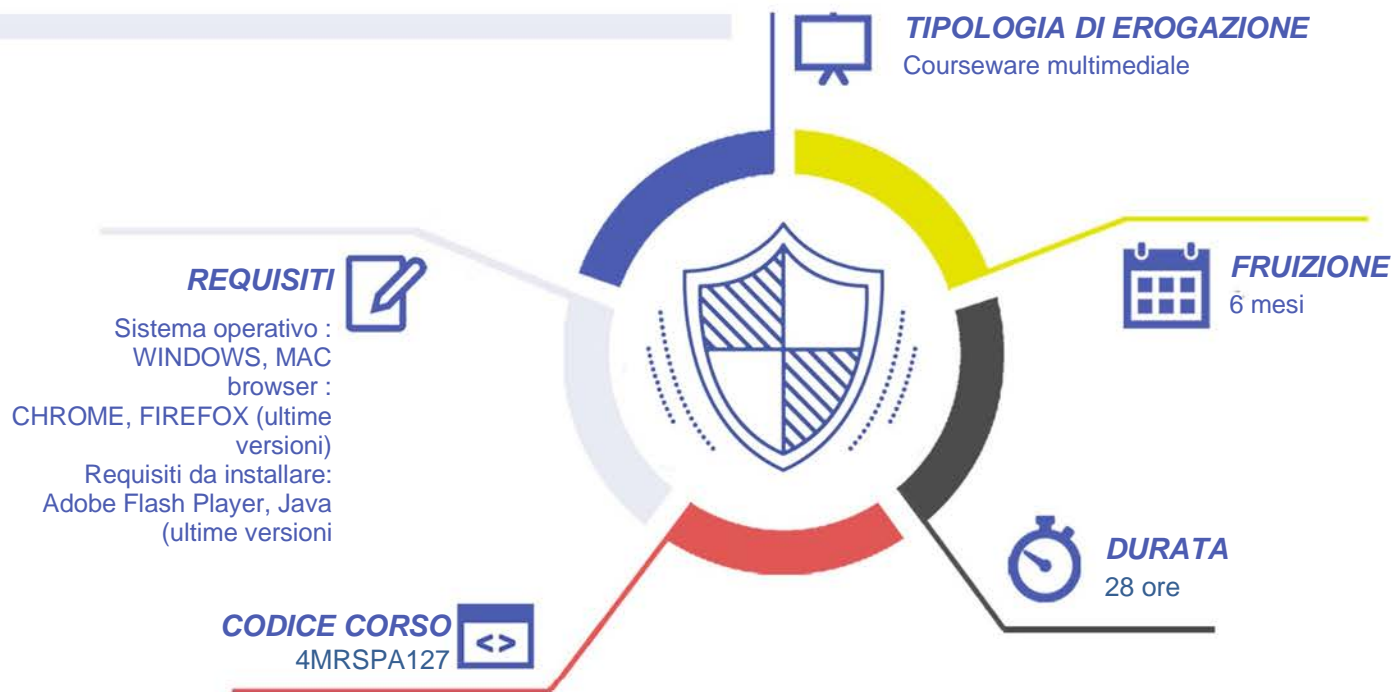 TIPOLOGIA DI EROGAZIONE
Courseware multimediale
REQUISITI
Sistema operativo :
WINDOWS, MAC
browser :
CHROME, FIREFOX (ultime
versioni)
Requisiti da installare:
Adobe Flash Player, Java
(ultime versioni
FRUIZIONE
6 mesi
DURATA
28 ore
CODICE CORSO
4MRSPA127